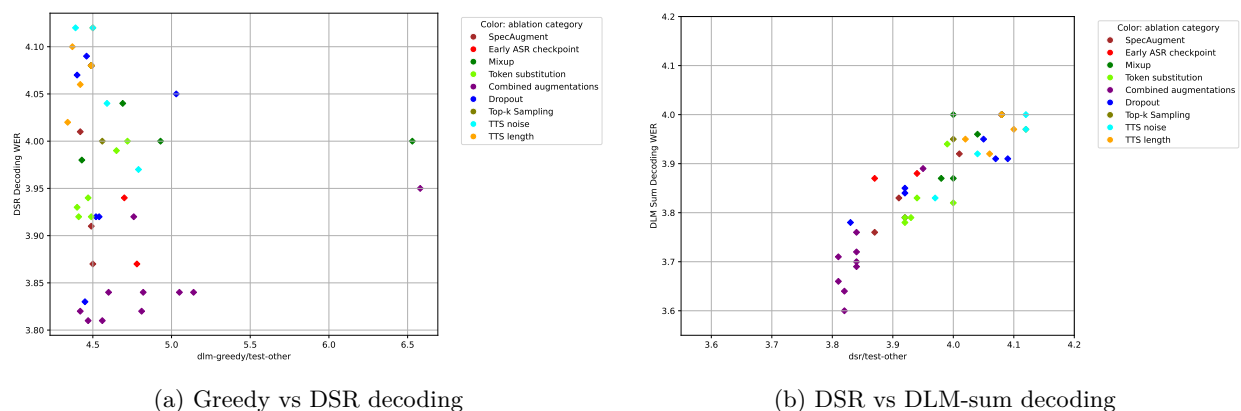 4.10
4.05
4.00
3.95
3.90
3.85
3.80
DSR Decoding WER
4.5
5.0
5.5
6.0
6.5
dlm-greedy/test-other
Color: ablation category
SpecAugment
Early ASR checkpoint
Mixup
Token substitution
Combined augmentations
Dropout
Top-k Sampling
TTS noise
TTS length
(a) Greedy vs DSR decoding
4.2
4.1
4.0
3.9
3.8
3.7
3.6
DLM Sum Decoding WER
3.6
3.7
3.8
3.9
4.0
4.1
4.2
dsr/test-other
Color: ablation category
SpecAugment
Early ASR checkpoint
Mixup
Token substitution
Combined augmentations
Dropout
Top-k Sampling
TTS noise
TTS length
(b) DSR vs DLM-sum decoding